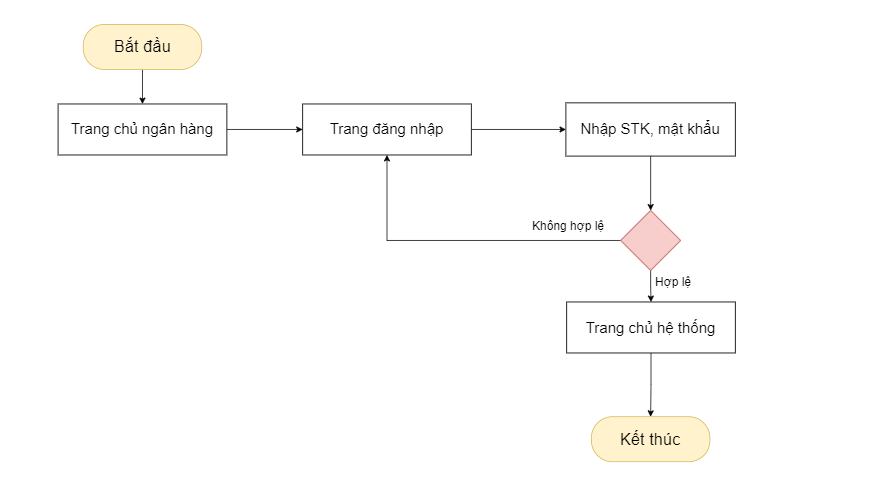 Bắt đầu
Trang chủ ngân hàng
Trang đăng nhập
Nhập STK, mật khẩu
Không hợp lệ
Hợp lệ
Trang chủ hệ thống
Kết thúc